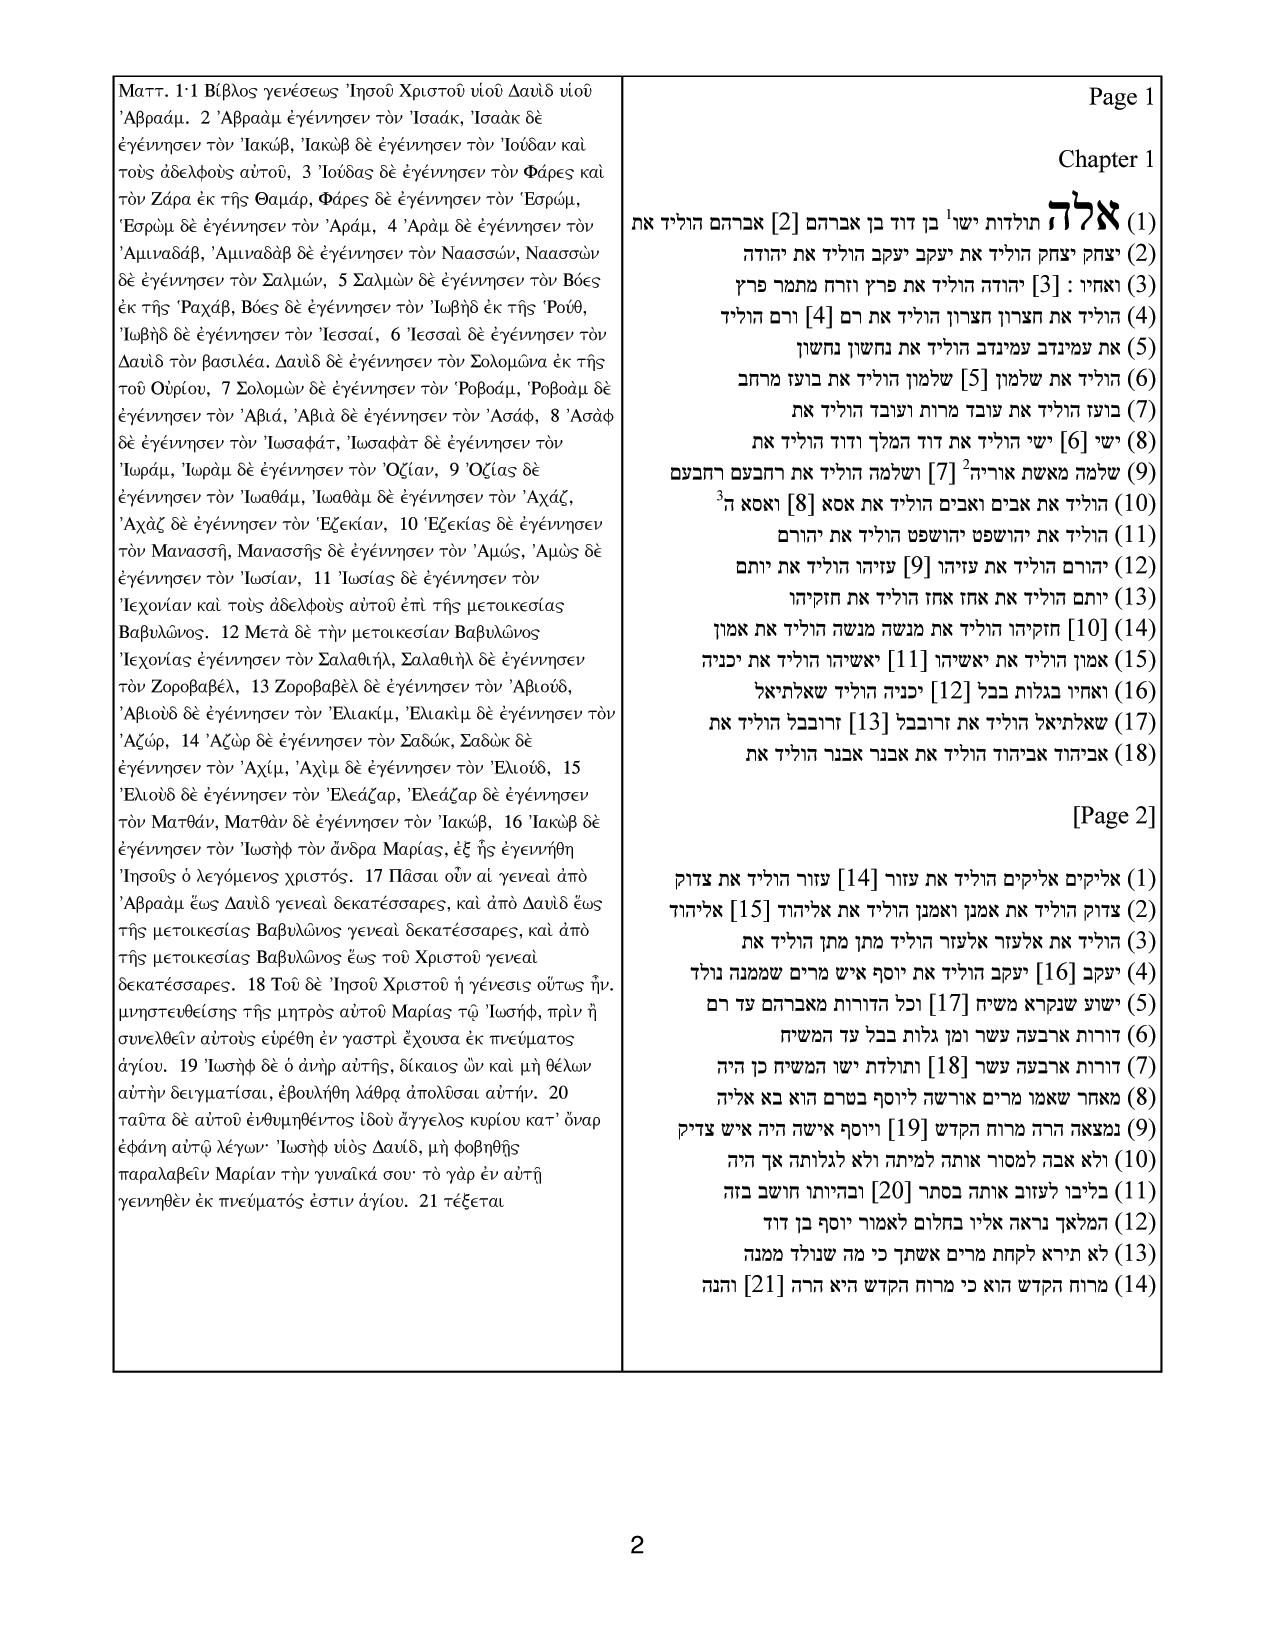 Ματτ. 1·1 Βίβλος γενέσεως Ἰησοῦ Χριστοῦ υἱοῦ Δαυὶδ υἱοῦ
Ἀβραάμ. 2 Ἀβραὰμ ἐγέννησεν τὸν Ἰσαάκ, Ἰσαὰκ δὲ
ἐγέννησεν τὸν Ἰακώβ, Ἰακὼβ δὲ ἐγέννησεν τὸν Ἰούδαν καὶ
τοὺς ἀδελφοὺς αὐτοῦ, 3 Ἰούδας δὲ ἐγέννησεν τὸν Φάρες καὶ
τὸν Ζάρα ἐκ τῆς Θαμάρ, Φάρες δὲ ἐγέννησεν τὸν Ἑσρώμ,
Ἑσρὼμ δὲ ἐγέννησεν τὸν Ἀράμ, 4 Ἀρὰμ δὲ ἐγέννησεν τὸν
Ἀμιναδάβ, Ἀμιναδὰβ δὲ ἐγέννησεν τὸν Ναασσών, Ναασσὼν
δὲ ἐγέννησεν τὸν Σαλμών, 5 Σαλμὼν δὲ ἐγέννησεν τὸν Βόες
ἐκ τῆς Ῥαχάβ, Βόες δὲ ἐγέννησεν τὸν Ἰωβὴδ ἐκ τῆς Ῥούθ,
Ἰωβὴδ δὲ ἐγέννησεν τὸν Ἰεσσαί, 6 Ἰεσσαὶ δὲ ἐγέννησεν τὸν
Δαυὶδ τὸν βασιλέα. Δαυὶδ δὲ ἐγέννησεν τὸν Σολομῶνα ἐκ τῆς
τοῦ Οὐρίου, 7 Σολομὼν δὲ ἐγέννησεν τὸν Ῥοβοάμ, Ῥοβοὰμ δὲ
ἐγέννησεν τὸν Ἀβιά, Ἀβιὰ δὲ ἐγέννησεν τὸν Ἀσάφ, 8 Ἀσὰφ
δὲ ἐγέννησεν τὸν Ἰωσαφάτ, Ἰωσαφὰτ δὲ ἐγέννησεν τὸν
Ἰωράμ, Ἰωρὰμ δὲ ἐγέννησεν τὸν Ὀζίαν, 9 Ὀζίας δὲ
ἐγέννησεν τὸν Ἰωαθάμ, Ἰωαθὰμ δὲ ἐγέννησεν τὸν Ἀχάζ,
Ἀχὰζ δὲ ἐγέννησεν τὸν Ἑζεκίαν, 10 Ἑζεκίας δὲ ἐγέννησεν
τὸν Μανασσῆ, Μανασσῆς δὲ ἐγέννησεν τὸν Ἀμώς, Ἀμὼς δὲ
ἐγέννησεν τὸν Ἰωσίαν, 11 Ἰωσίας δὲ ἐγέννησεν τὸν
Ἰεχονίαν καὶ τοὺς ἀδελφοὺς αὐτοῦ ἐπὶ τῆς μετοικεσίας
Βαβυλῶνος. 12 Μετὰ δὲ τὴν μετοικεσίαν Βαβυλῶνος
Ἰεχονίας ἐγέννησεν τὸν Σαλαθιήλ, Σαλαθιὴλ δὲ ἐγέννησεν
τὸν Ζοροβαβέλ, 13 Ζοροβαβὲλ δὲ ἐγέννησεν τὸν Ἀβιούδ,
Ἀβιοὺδ δὲ ἐγέννησεν τὸν Ἐλιακίμ, Ἐλιακὶμ δὲ ἐγέννησεν τὸν
Ἀζώρ, 14 Ἀζὼρ δὲ ἐγέννησεν τὸν Σαδώκ, Σαδὼκ δὲ
ἐγέννησεν τὸν Ἀχίμ, Ἀχὶμ δὲ ἐγέννησεν τὸν Ἐλιούδ, 15
Ἐλιοὺδ δὲ ἐγέννησεν τὸν Ἐλεάζαρ, Ἐλεάζαρ δὲ ἐγέννησεν
τὸν Ματθάν, Ματθὰν δὲ ἐγέννησεν τὸν Ἰακώβ, 16 Ἰακὼβ δὲ
ἐγέννησεν τὸν Ἰωσὴφ τὸν ἄνδρα Μαρίας, ἐξ ἧς ἐγεννήθη
Ἰησοῦς ὁ λεγόμενος χριστός. 17 Πᾶσαι οὖν αἱ γενεαὶ ἀπὸ
Ἀβραὰμ ἕως Δαυὶδ γενεαὶ δεκατέσσαρες, καὶ ἀπὸ Δαυὶδ ἕως
τῆς μετοικεσίας Βαβυλῶνος γενεαὶ δεκατέσσαρες, καὶ ἀπὸ
τῆς μετοικεσίας Βαβυλῶνος ἕως τοῦ Χριστοῦ γενεαὶ
δεκατέσσαρες. 18 Τοῦ δὲ Ἰησοῦ Χριστοῦ ἡ γένεσις οὕτως ἦν.
μνηστευθείσης τῆς μητρὸς αὐτοῦ Μαρίας τῷ Ἰωσήφ, πρὶν ἢ
συνελθεῖν αὐτοὺς εὑρέθη ἐν γαστρὶ ἔχουσα ἐκ πνεύματος
ἁγίου. 19 Ἰωσὴφ δὲ ὁ ἀνὴρ αὐτῆς, δίκαιος ὢν καὶ μὴ θέλων
αὐτὴν δειγματίσαι, ἐβουλήθη λάθρᾳ ἀπολῦσαι αὐτήν. 20
ταῦτα δὲ αὐτοῦ ἐνθυμηθέντος ἰδοὺ ἄγγελος κυρίου κατ’ ὄναρ
ἐφάνη αὐτῷ λέγων· Ἰωσὴφ υἱὸς Δαυίδ, μὴ φοβηθῇς
παραλαβεῖν Μαρίαν τὴν γυναῖκά σου· τὸ γὰρ ἐν αὐτῇ
γεννηθὲν ἐκ πνεύματός ἐστιν ἁγίου. 21 τέξεται
Page 1
Chapter 1
(1) אלה תולדות ישו1 בן דוד בן אברהם [2] אברהם הוליד את
(2) יצחק יצחק הוליד את יעקב יעקב הוליד את יהודה
(3) ואחיו : [3] יהודה הוליד את פרץ וזרח מתמר פרץ
(4) הוליד את חצרון חצרון הוליד את רם [4] ורם הוליד
(5) את עמינדב עמינדב הוליד את נחשון נחשון
(6) הוליד את שלמון [5] שלמון הוליד את בועז מרחב
(7) בועז הוליד את עובד מרות ועובד הוליד את
(8) ישי [6] ישי הוליד את דוד המלך ודוד הוליד את
(9) שלמה מאשת אוריה2 [7] ושלמה הוליד את רחבעם רחבעם
(10) הוליד את אבים ואבים הוליד את אסא [8] ואסא ה3
(11) הוליד את יהושפט יהושפט הוליד את יהורם
(12) יהורם הוליד את עזיהו [9] עזיהו הוליד את יותם
(13) יותם הוליד את אחז אחז הוליד את חזקיהו
(14) [10] חזקיהו הוליד את מנשה מנשה הוליד את אמון
(15) אמון הוליד את יאשיהו [11] יאשיהו הוליד את יכניה
(16) ואחיו בגלות בבל [12] יכניה הוליד שאלתיאל
(17) שאלתיאל הוליד את זרובבל [13] זרובבל הוליד את
(18) אביהוד אביהוד הוליד את אבנר אבנר הוליד את
[Page 2]
(1) אליקים אליקים הוליד את עזור [14] עזור הוליד את צדוק
(2) צדוק הוליד את אמנן ואמנן הוליד את אליהוד [15] אליהוד
(3) הוליד את אלעזר אלעזר הוליד מתן מתן הוליד את
(4) יעקב [16] יעקב הוליד את יוסף איש מרים שממנה נולד
(5) ישוע שנקרא משיח [17] וכל הדורות מאברהם עד רם
(6) דורות ארבעה עשר ומן גלות בבל עד המשיח
(7) דורות ארבעה עשר [18] ותולדת ישו המשיח כן היה
(8) מאחר שאמו מרים אורשה ליוסף בטרם הוא בא אליה
(9) נמצאה הרה מרוח הקדש [19] ויוסף אישה היה איש צדיק
(10) ולא אבה למסור אותה למיתה ולא לגלותה אך היה
(11) בליבו לעזוב אותה בסתר [20] ובהיותו חושב בזה
(12) המלאך נראה אליו בחלום לאמור יוסף בן דוד
(13) לא תירא לקחת מרים אשתך כי מה שנולד ממנה
(14) מרוח הקדש הוא כי מרוח הקדש היא הרה [21] והנה
2